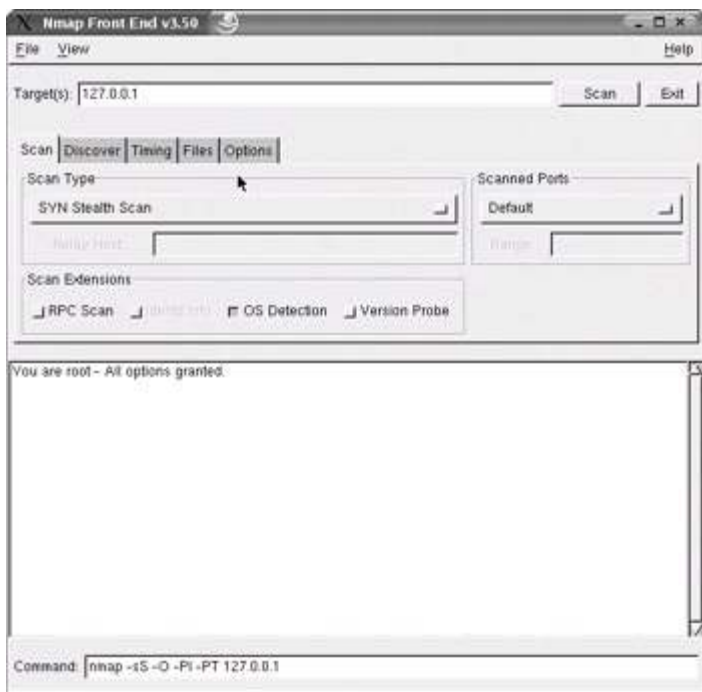 Nmap Front End v3.50
File View Help
Target(s): 127.0.0.1 Scan Exit
Scan Discover Timing Files Options
Scan Type Scanned Ports
SYN Stealth Scan Default
Range:
Scan Extensions
RPC Scan OS Detection Version Probe
You are root - All options granted.
Command: nmap -sS -O -PI -PT 127.0.0.1